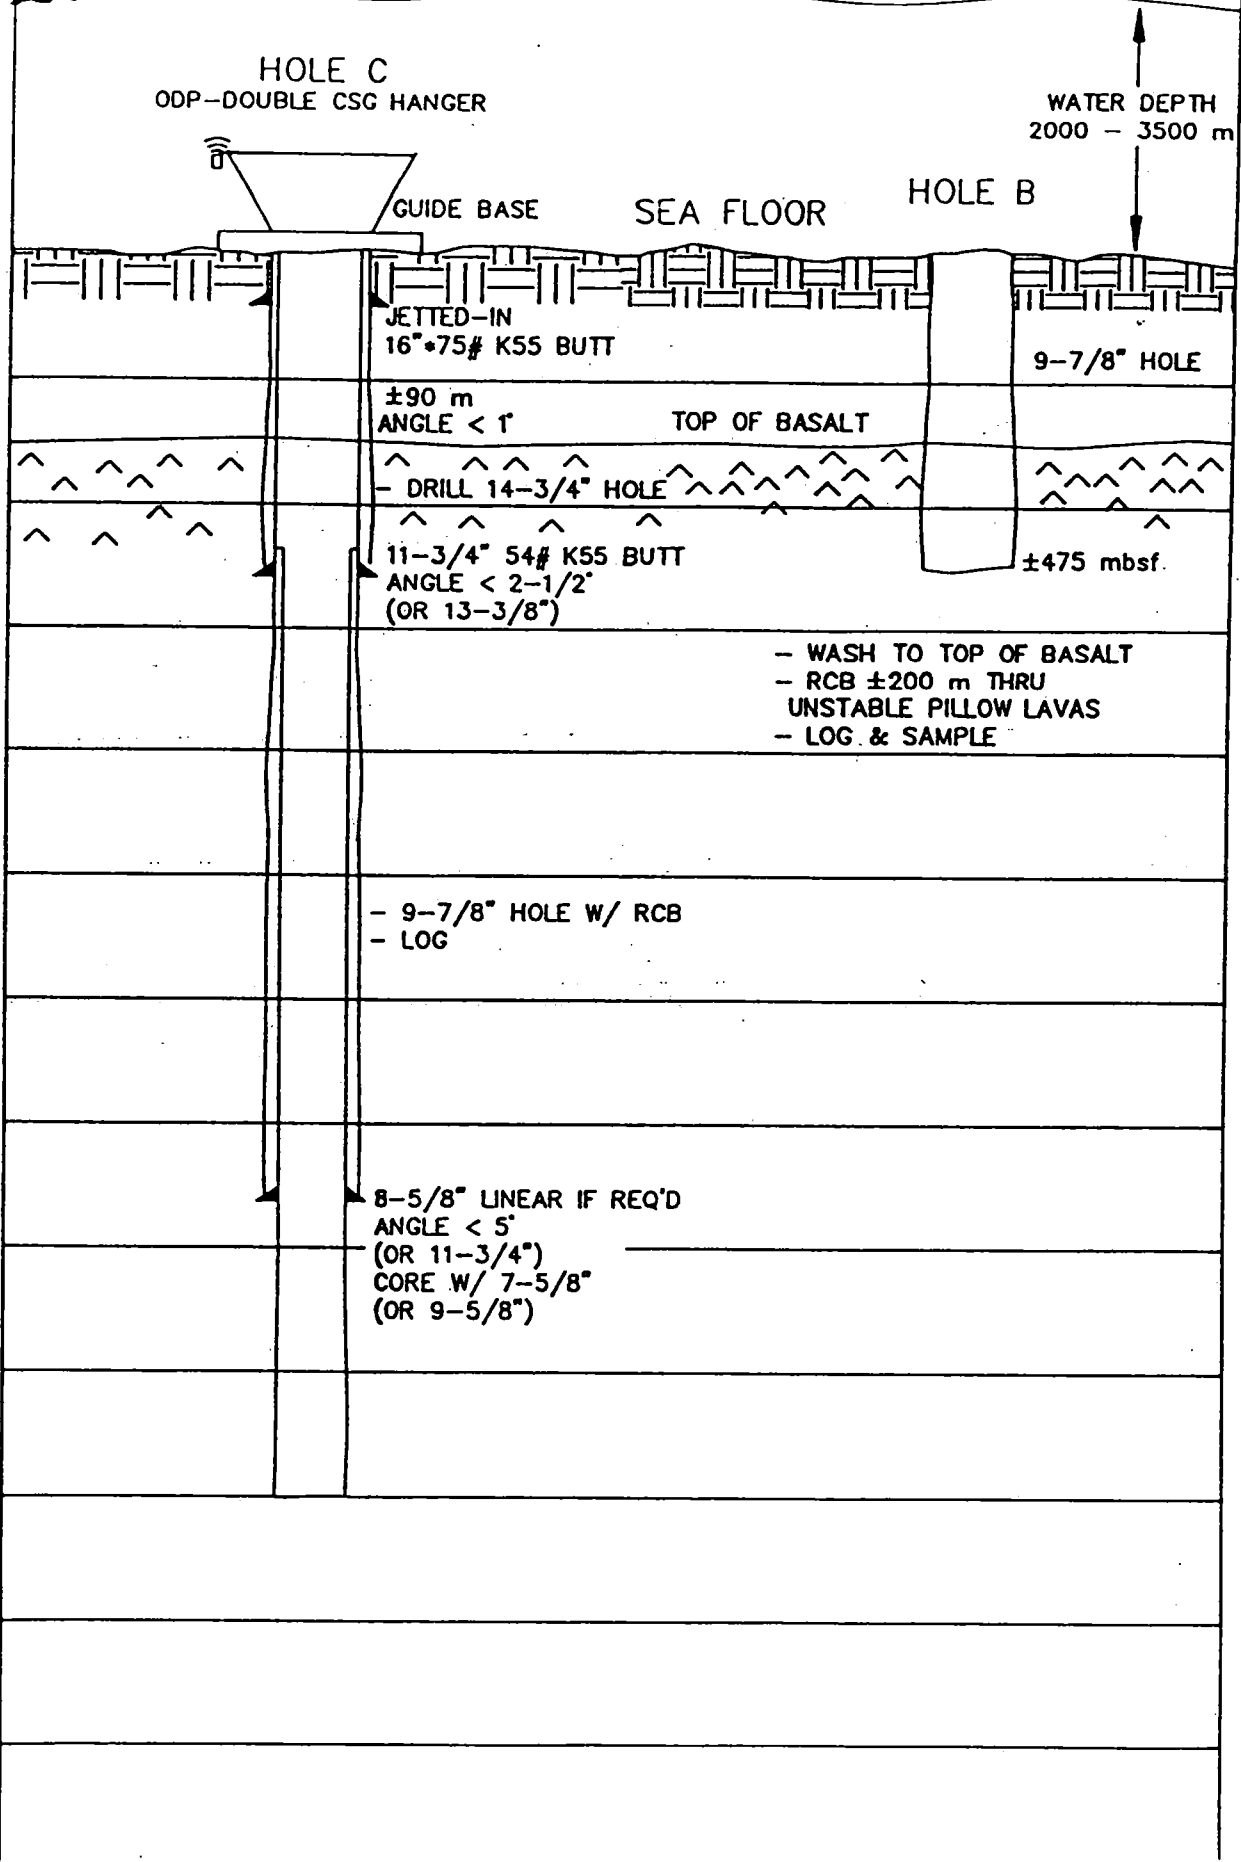 HOLE C
ODP-DOUBLE CSG HANGER
WATER DEPTH
2000 - 3500 m
HOLE B
GUIDE BASE
SEA FLOOR
JETTED-IN
16"*75# K55 BUTT
9-7/8" HOLE
±90 m
ANGLE < 1°
TOP OF BASALT
- DRILL 14-3/4" HOLE
11-3/4" 54# K55 BUTT
ANGLE < 2-1/2°
(OR 13-3/8")
±475 mbsf.
- WASH TO TOP OF BASALT
- RCB ±200 m THRU
UNSTABLE PILLOW LAVAS
- LOG & SAMPLE
- 9-7/8" HOLE W/ RCB
- LOG
8-5/8" LINEAR IF REQ'D
ANGLE < 5°
(OR 11-3/4")
CORE W/ 7-5/8"
(OR 9-5/8")